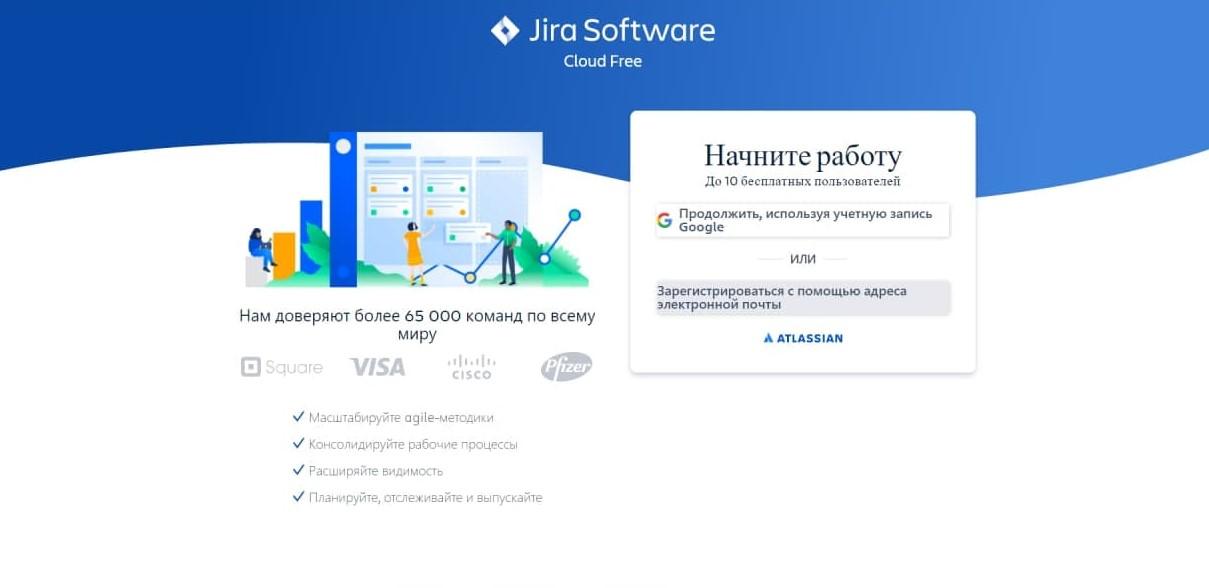 Jira Software
Cloud Free
Начните работу
До 10 бесплатных пользователей
Продолжить, используя учетную запись
Google
ИЛИ
Зарегистрироваться с помощью адреса
электронной почты
ATLASSIAN
Нам доверяют более 65 000 команд по всему
миру
Square VISA CISCO Pfizer
Масштабируйте agile-методики
Консолидируйте рабочие процессы
Расширяйте видимость
Планируйте, отслеживайте и выпускайте